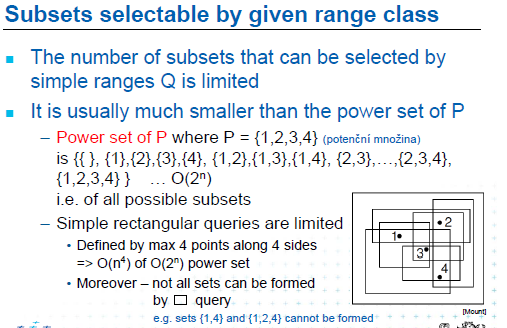 Subsets selectable by given range class
The number of subsets that can be selected by
simple ranges Q is limited
It is usually much smaller than the power set of P
– Power set of P where P = {1,2,3,4} (potenční množina)
is {{ }, {1},{2},{3},{4}, {1,2},{1,3},{1,4}, {2,3},…,{2,3,4},
{1,2,3,4} } … O(2ⁿ)
i.e. of all possible subsets
– Simple rectangular queries are limited
• Defined by max 4 points along 4 sides
=> O(n⁴) of O(2ⁿ) power set
• Moreover – not all sets can be formed
by □ query
e.g. sets {1,4} and {1,2,4} cannot be formed
1
2
3
4
[Mount]